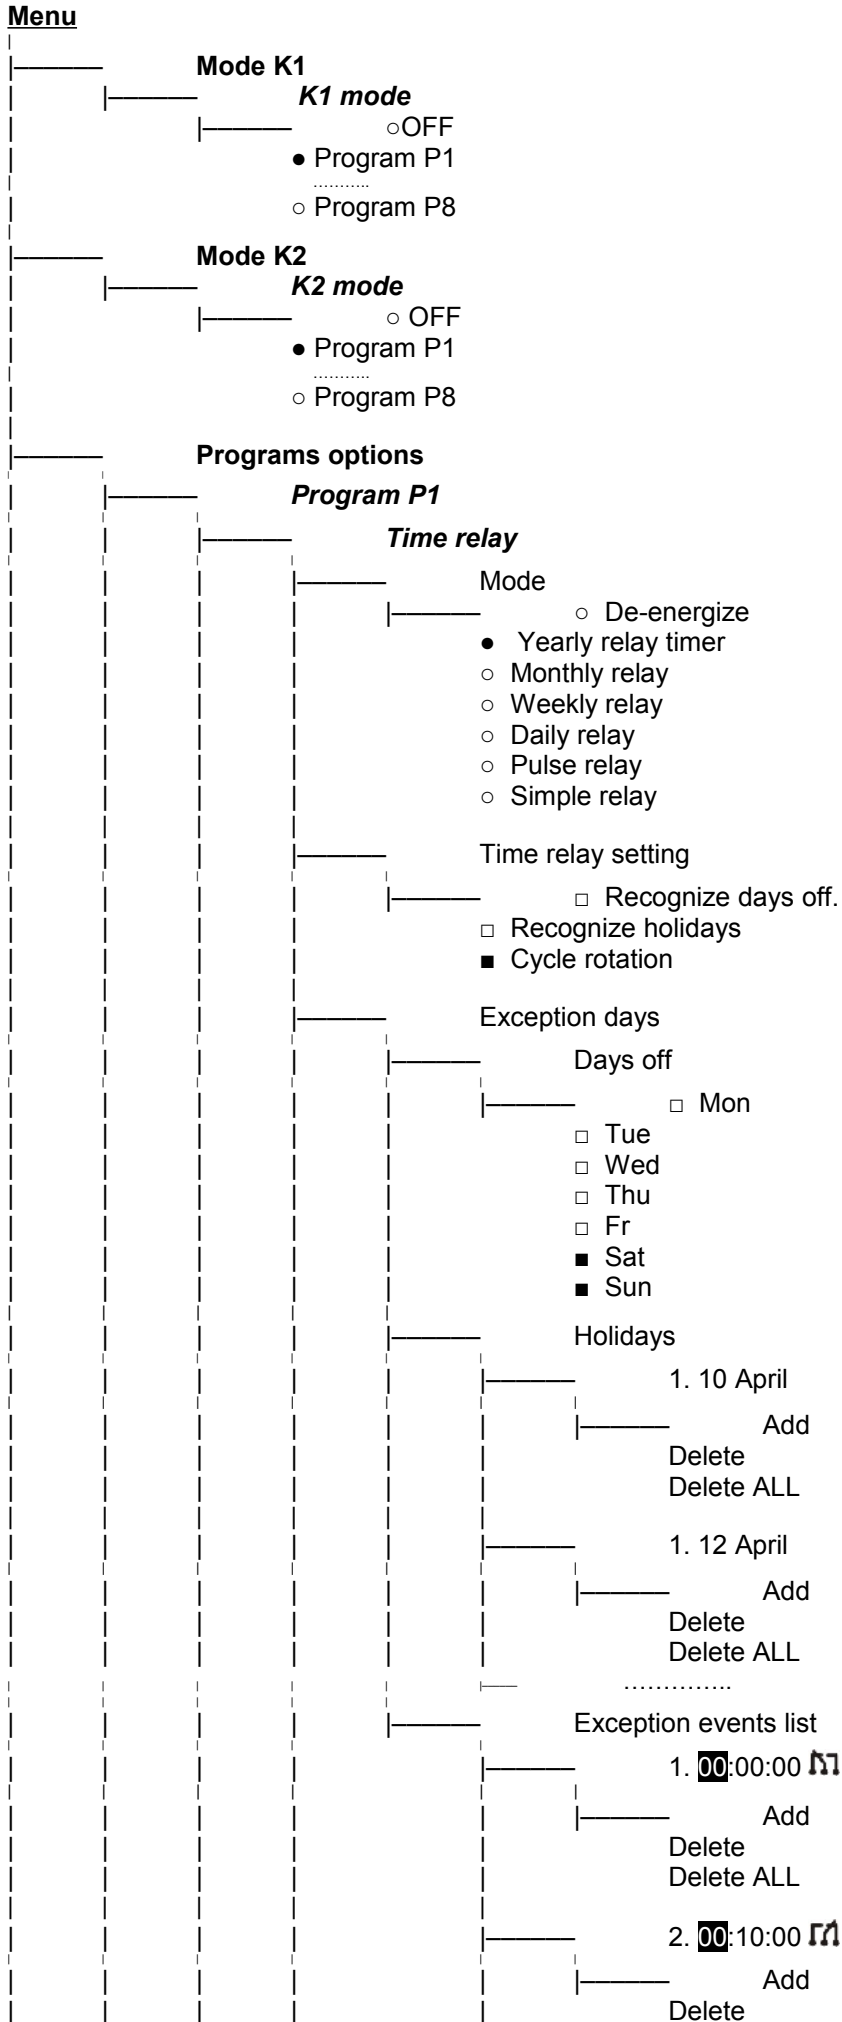 Menu
Mode K1
K1 mode
○OFF
● Program P1
...........
○ Program P8
Mode K2
K2 mode
○ OFF
● Program P1
...........
○ Program P8
Programs options
Program P1
Time relay
Mode
○ De-energize
● Yearly relay timer
○ Monthly relay
○ Weekly relay
○ Daily relay
○ Pulse relay
○ Simple relay
Time relay setting
□ Recognize days off.
□ Recognize holidays
■ Cycle rotation
Exception days
Days off
□ Mon
□ Tue
□ Wed
□ Thu
□ Fr
■ Sat
■ Sun
Holidays
1. 10 April
Add
Delete
Delete ALL
1. 12 April
Add
Delete
Delete ALL
…………..
Exception events list
1. 00:00:00
Add
Delete
Delete ALL
2. 00:10:00
Add
Delete